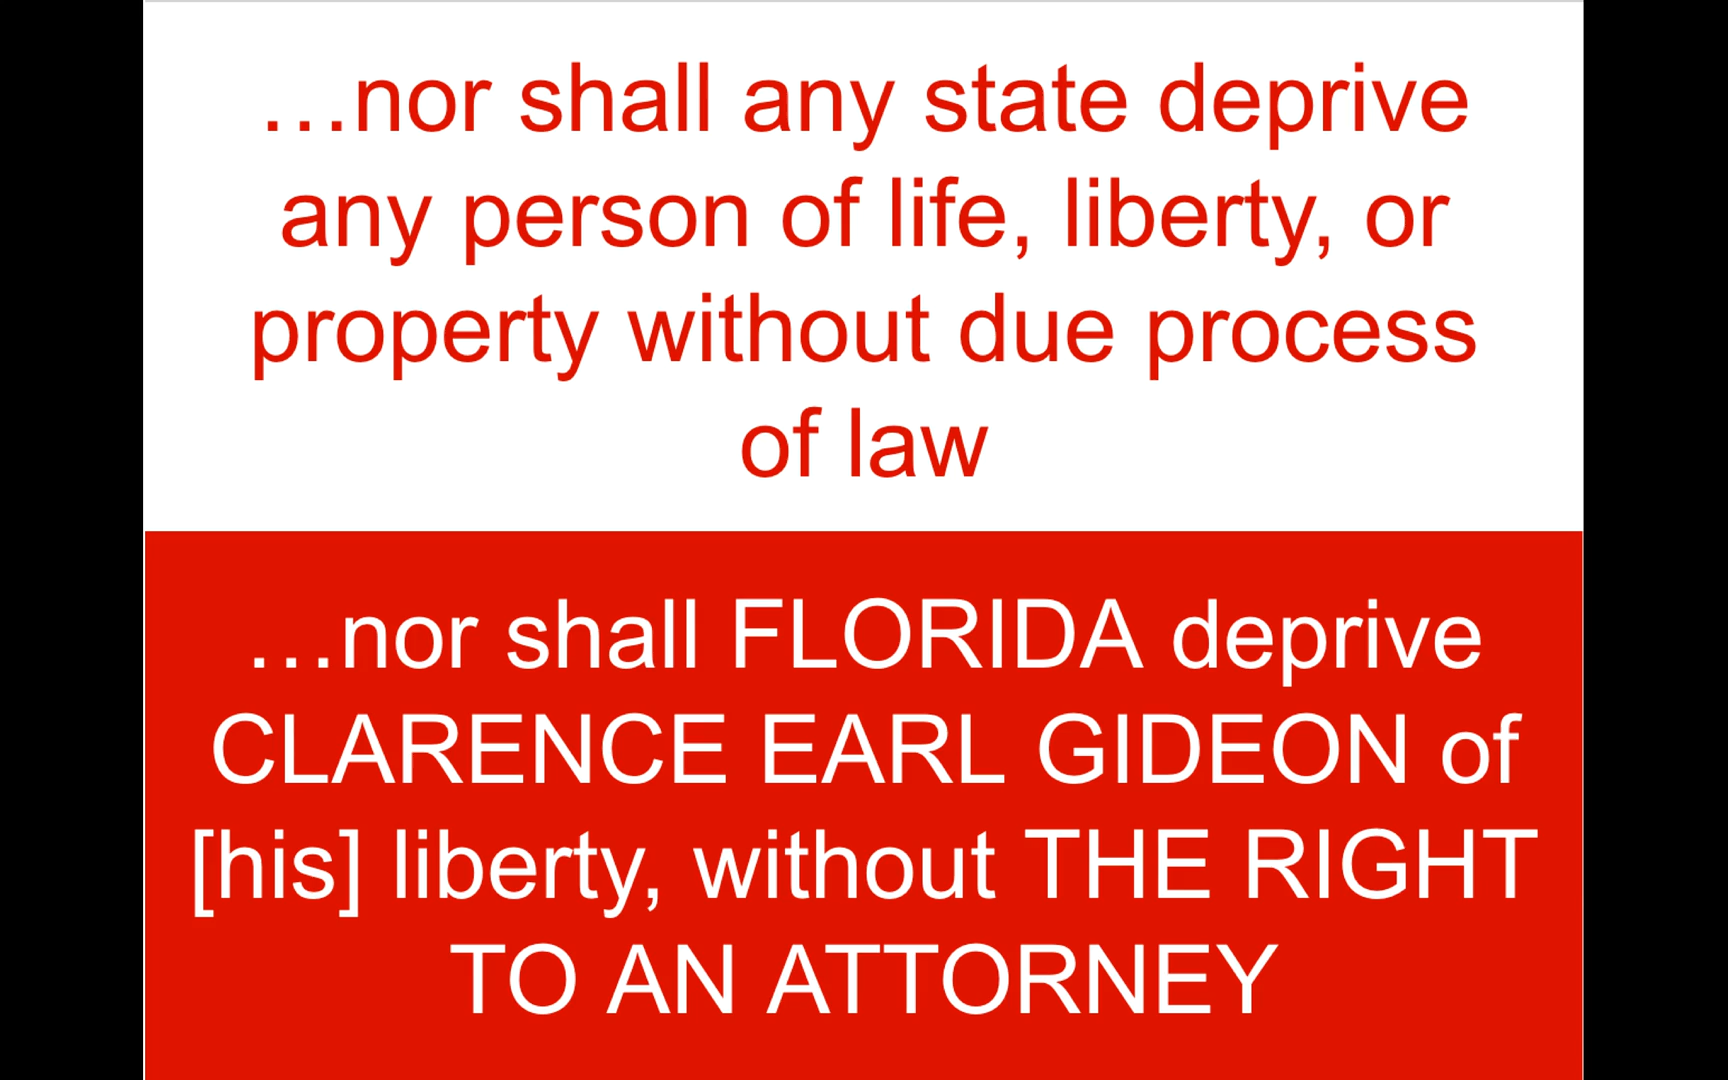 …nor shall any state deprive
any person of life, liberty, or
property without due process
of law
…nor shall FLORIDA deprive
CLARENCE EARL GIDEON of
[his] liberty, without THE RIGHT
TO AN ATTORNEY